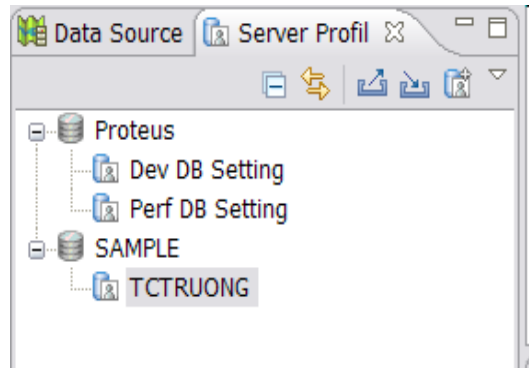 Data Source Server Profil
Proteus
Dev DB Setting
Perf DB Setting
SAMPLE
TCTRUONG